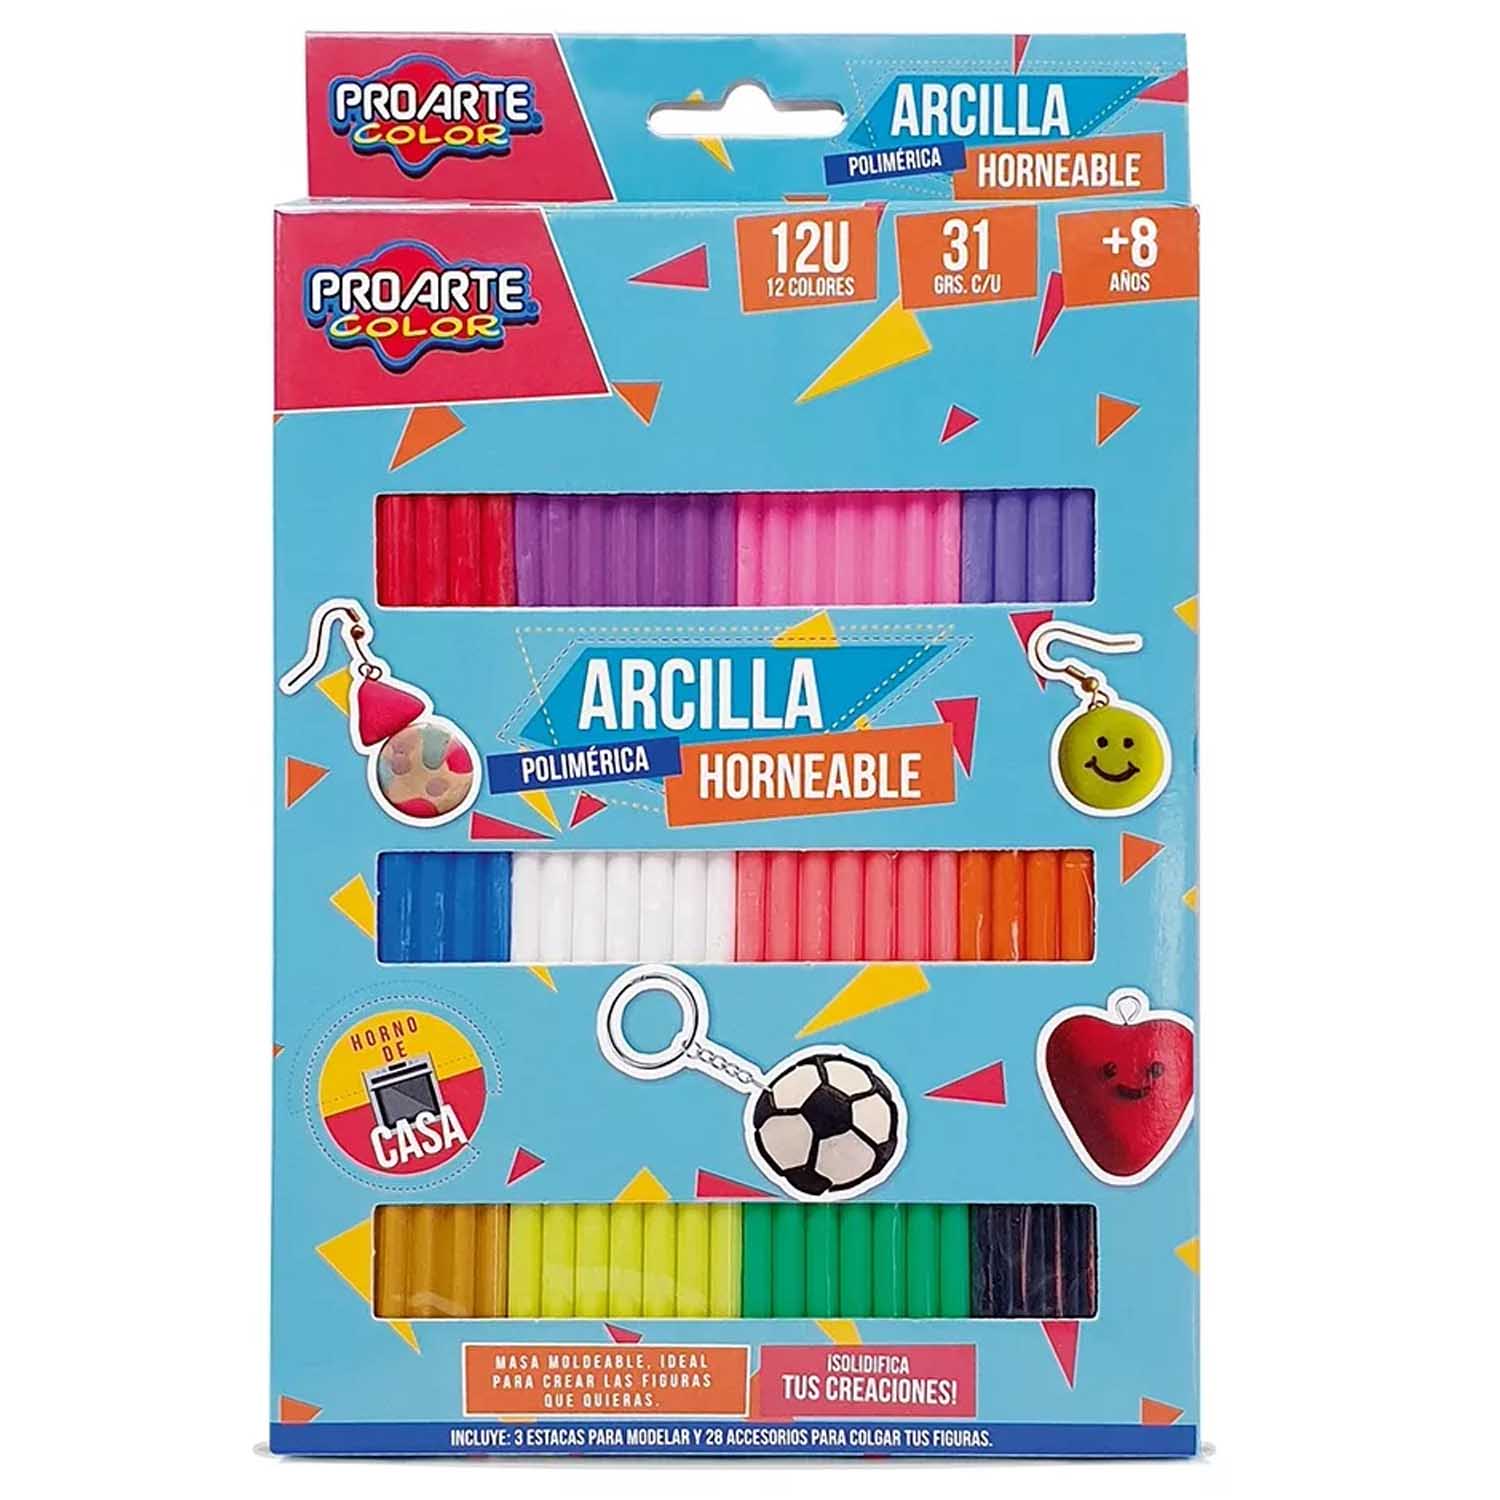 PROARTE
COLOR
ARCILLA
POLIMÉRICA
HORNEABLE
PROARTE
COLOR
12U
12 COLORES
31
GRS. C/U
+8
AÑOS
ARCILLA
POLIMÉRICA
HORNEABLE
HORNO
DE
CASA
MASA MOLDEABLE, IDEAL
PARA CREAR LAS FIGURAS
QUE QUIERAS.
¡SOLIDIFICA
TUS CREACIONES!
INCLUYE: 3 ESTACAS PARA MODELAR Y 28 ACCESORIOS PARA COLGAR TUS FIGURAS.